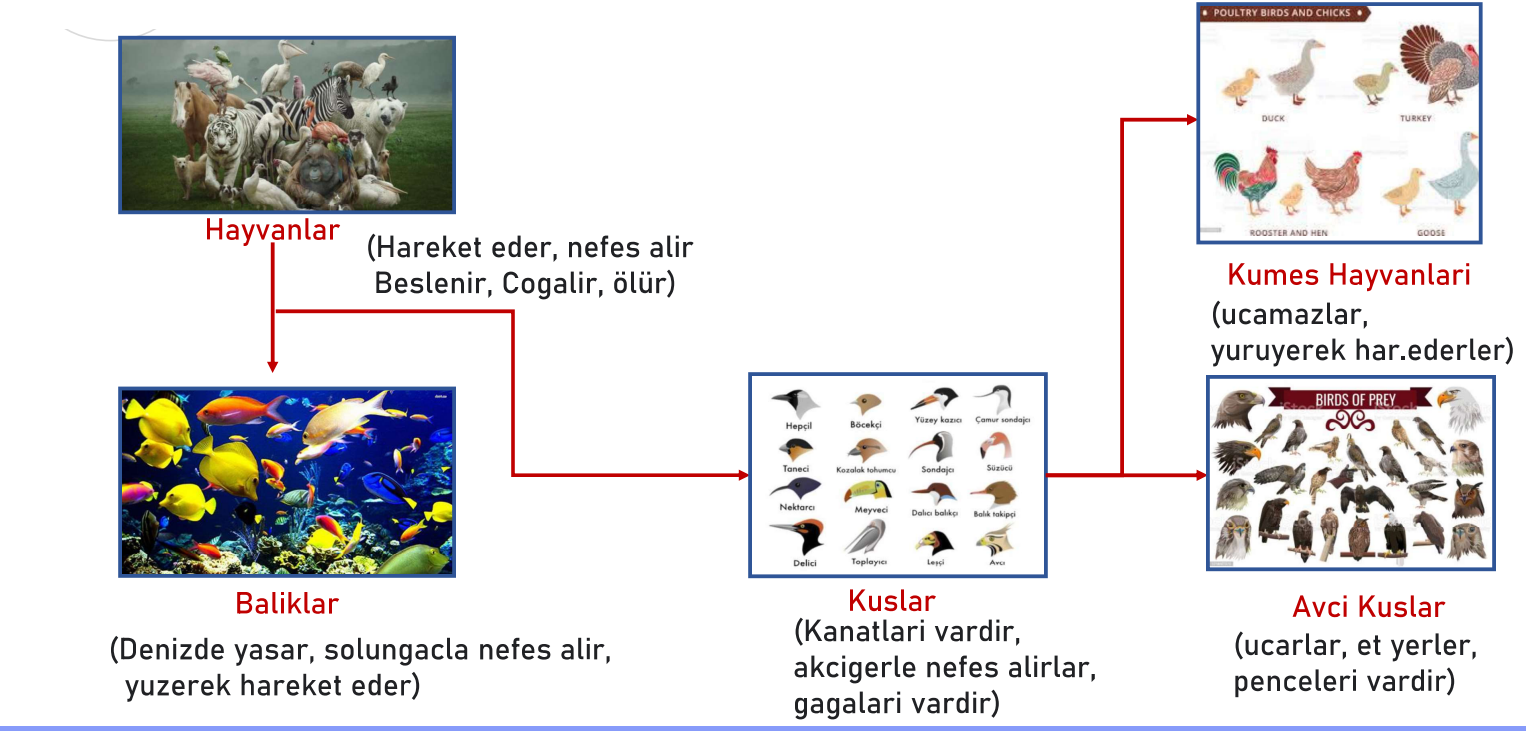 POULTRY BIRDS AND CHICKS
DUCK
TURKEY
ROOSTER AND HEN
GOOSE
Hayvanlar
(Hareket eder, nefes alir
Beslenir, Cogalir, ölür)
Kumes Hayvanlari
(ucamazlar,
yuruyerek har.ederler)
Baliklar
(Denizde yasar, solungacla nefes alir,
yuzerek hareket eder)
Hepçil
Böcekçi
Yüzey kazıcı
Çamur sondajcı
Taneci
Kozalak tohumcu
Sondajcı
Süzücü
Nektarcı
Meyveci
Dalıcı balıkçı
Balık takipçi
Delici
Toplayıcı
Leşçi
Avcı
Kuslar
(Kanatlari vardir,
akcigerle nefes alirlar,
gagalari vardir)
BIRDS OF PREY
iStock
iStock
Avci Kuslar
(ucarlar, et yerler,
penceleri vardir)